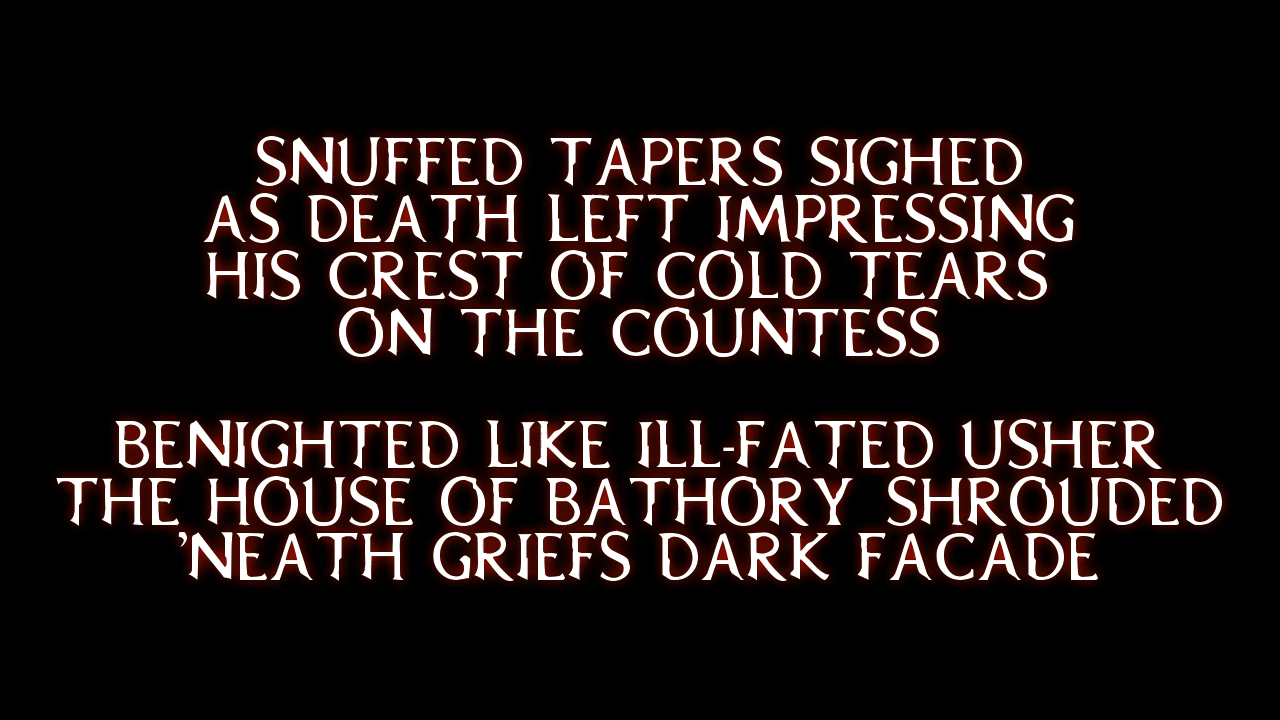 SNUFFED TAPERS SIGHED
AS DEATH LEFT IMPRESSING
HIS CREST OF COLD TEARS
ON THE COUNTESS
BENIGHTED LIKE ILL-FATED USHER
THE HOUSE OF BATHORY SHROUDED
'NEATH GRIEFS DARK FACADE